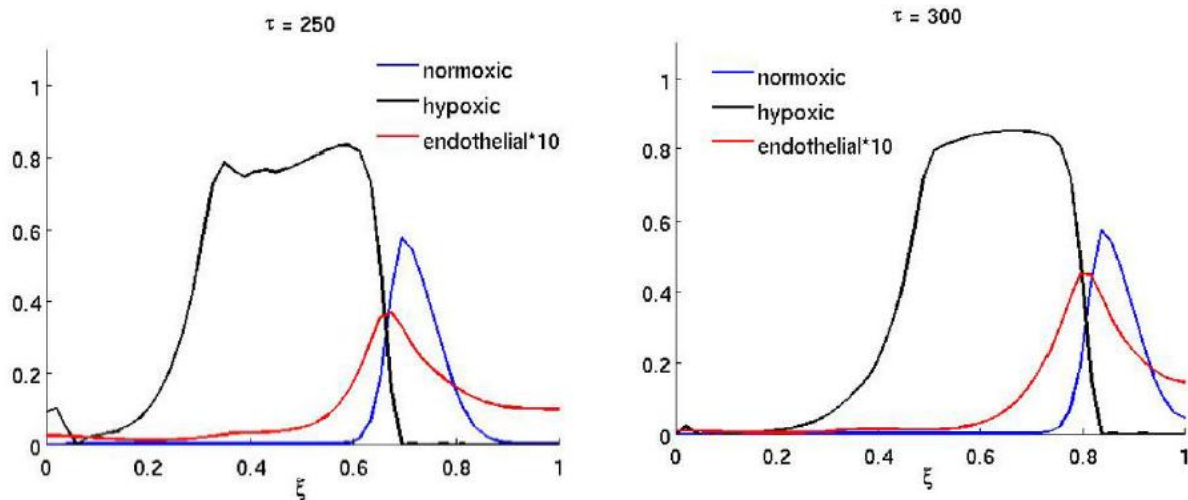 τ = 250
normoxic
hypoxic
endothelial*10
1
0.8
0.6
0.4
0.2
0
0 0.2 0.4 0.6 0.8 1
ξ
τ = 300
normoxic
hypoxic
endothelial*10
1
0.8
0.6
0.4
0.2
0
0 0.2 0.4 0.6 0.8 1
ξ